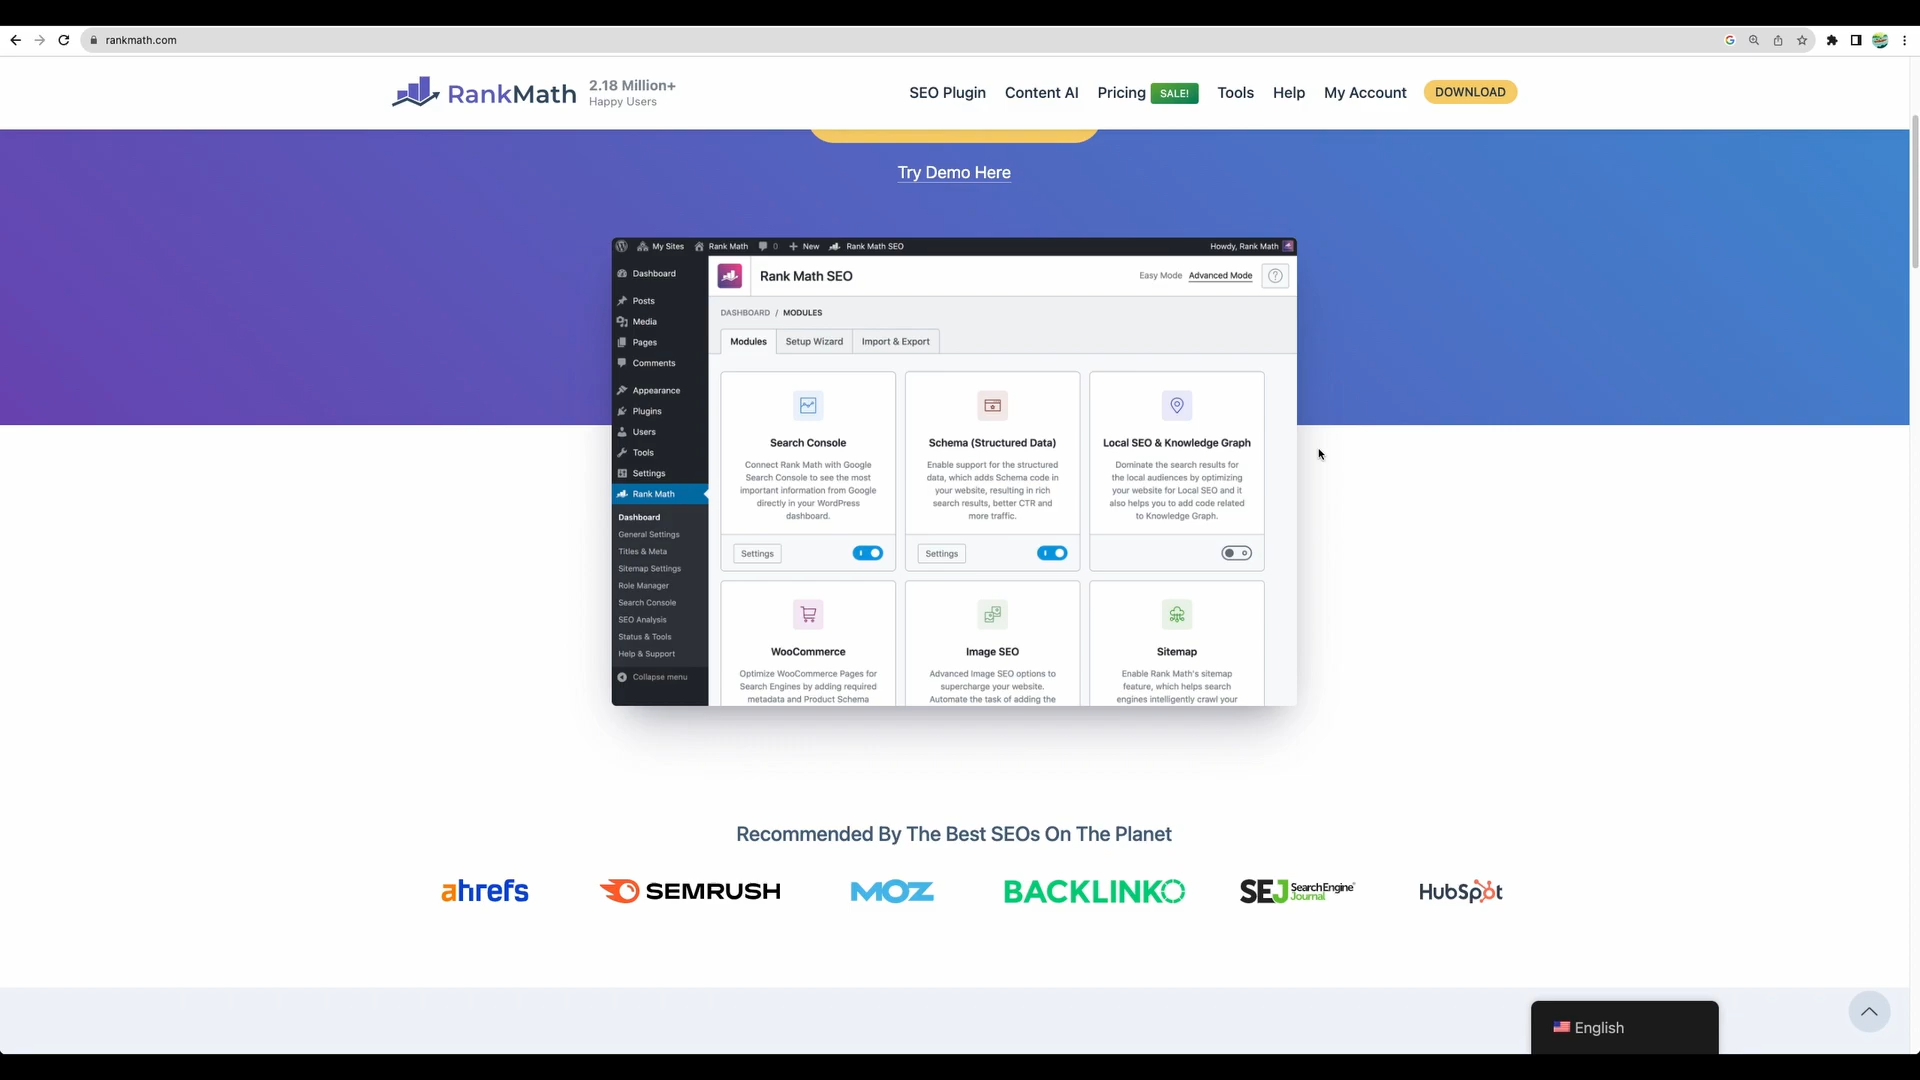 rankmath.com
RankMath
2.18 Million+
Happy Users
SEO Plugin
Content AI
Pricing
SALE!
Tools
Help
My Account
DOWNLOAD
Try Demo Here
My Sites
Rank Math
0
New
Rank Math SEO
Howdy, Rank Math
Dashboard
Posts
Media
Pages
Comments
Appearance
Plugins
Users
Tools
Settings
Rank Math
Dashboard
General Settings
Titles & Meta
Sitemap Settings
Role Manager
Search Console
SEO Analysis
Status & Tools
Help & Support
Collapse menu
Rank Math SEO
Easy Mode
Advanced Mode
DASHBOARD / MODULES
Modules
Setup Wizard
Import & Export
Search Console
Connect Rank Math with Google
Search Console to see the most
important information from Google
directly in your WordPress
dashboard.
Settings
Schema (Structured Data)
Enable support for the structured
data, which adds Schema code in
your website, resulting in rich
search results, better CTR and
more traffic.
Settings
Local SEO & Knowledge Graph
Dominate the search results for
the local audiences by optimizing
your website for Local SEO and it
also helps you to add code related
to Knowledge Graph.
WooCommerce
Optimize WooCommerce Pages for
Search Engines by adding required
metadata and Product Schema
Image SEO
Advanced Image SEO options to
supercharge your website.
Automate the task of adding the
Sitemap
Enable Rank Math's sitemap
feature, which helps search
engines intelligently crawl your
Recommended By The Best SEOs On The Planet
ahrefs
SEMRUSH
MOZ
BACKLINKO
SEJ Search Engine Journal
HubSpot
English